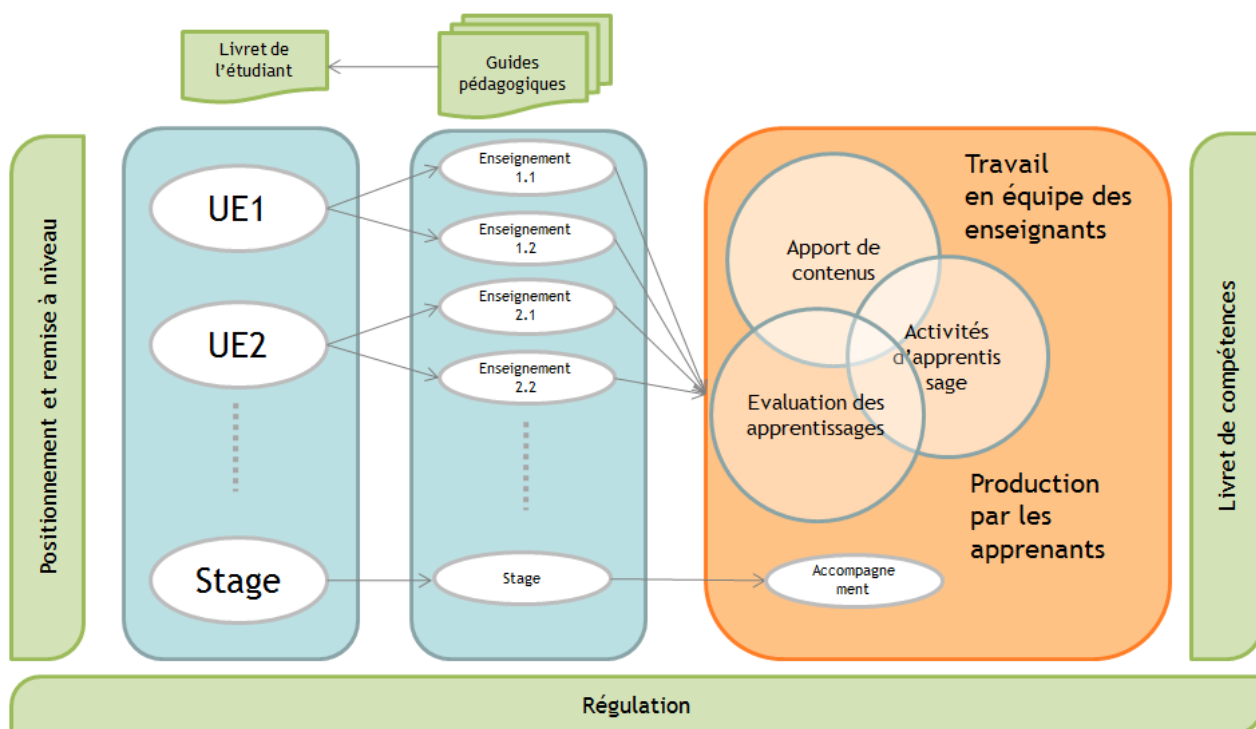 Livret de
l'étudiant
Guides
pédagogiques
Positionnement et remise à niveau
UE1
UE2
Stage
Enseignement
1.1
Enseignement
1.2
Enseignement
2.1
Enseignement
2.2
Stage
Travail
en équipe des
enseignants
Apport de
contenus
Activités
d'apprentis
sage
Evaluation des
apprentissages
Production
par les
apprenants
Accompagne
ment
Livret de compétences
Régulation